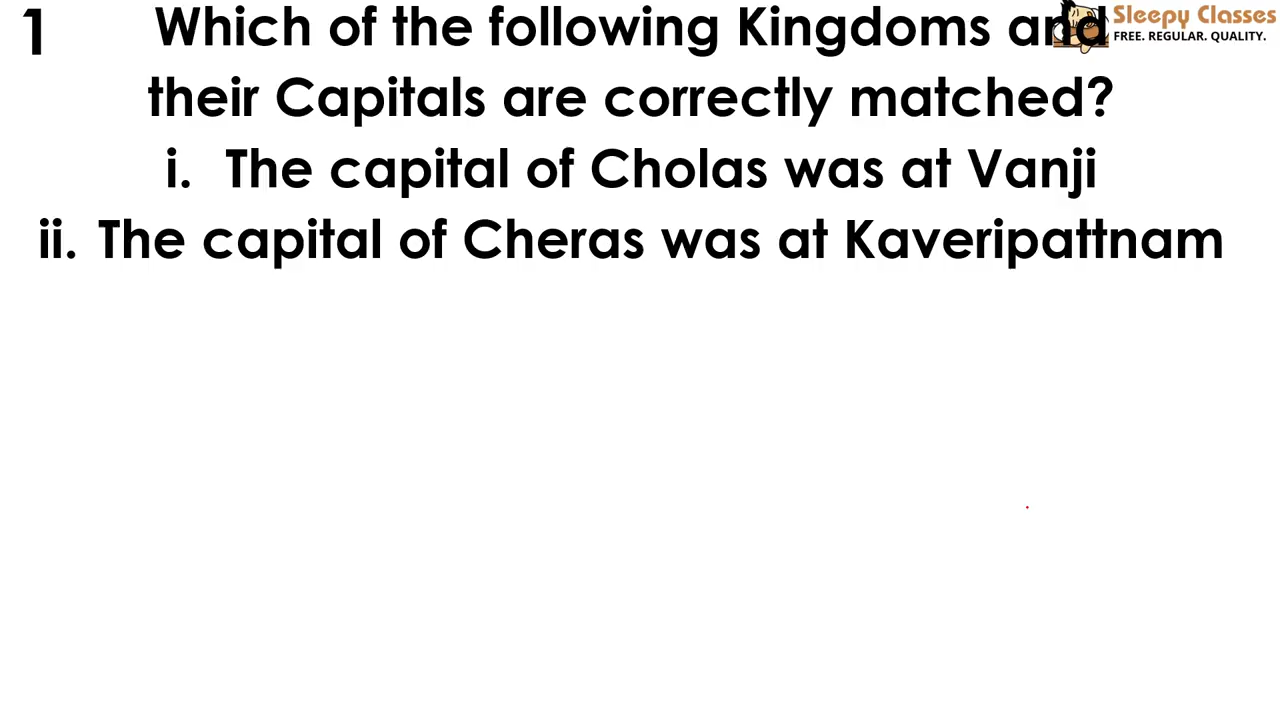 1
Which of the following Kingdoms and
their Capitals are correctly matched?
i. The capital of Cholas was at Vanji
ii. The capital of Cheras was at Kaveripattnam
Sleepy Classes
FREE. REGULAR. QUALITY.